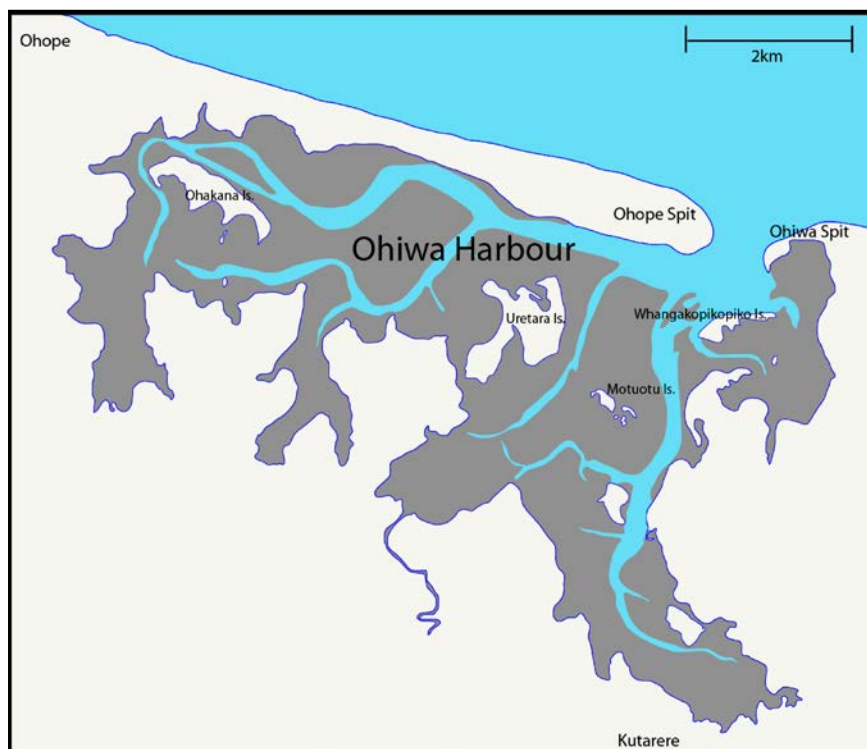 Ohope
2km
Ohakana Is.
Ohope Spit
Ohiwa Spit
Ohiwa Harbour
Uretara Is.
Whangakopikopiko Is.
Motuotu Is.
Kutarere